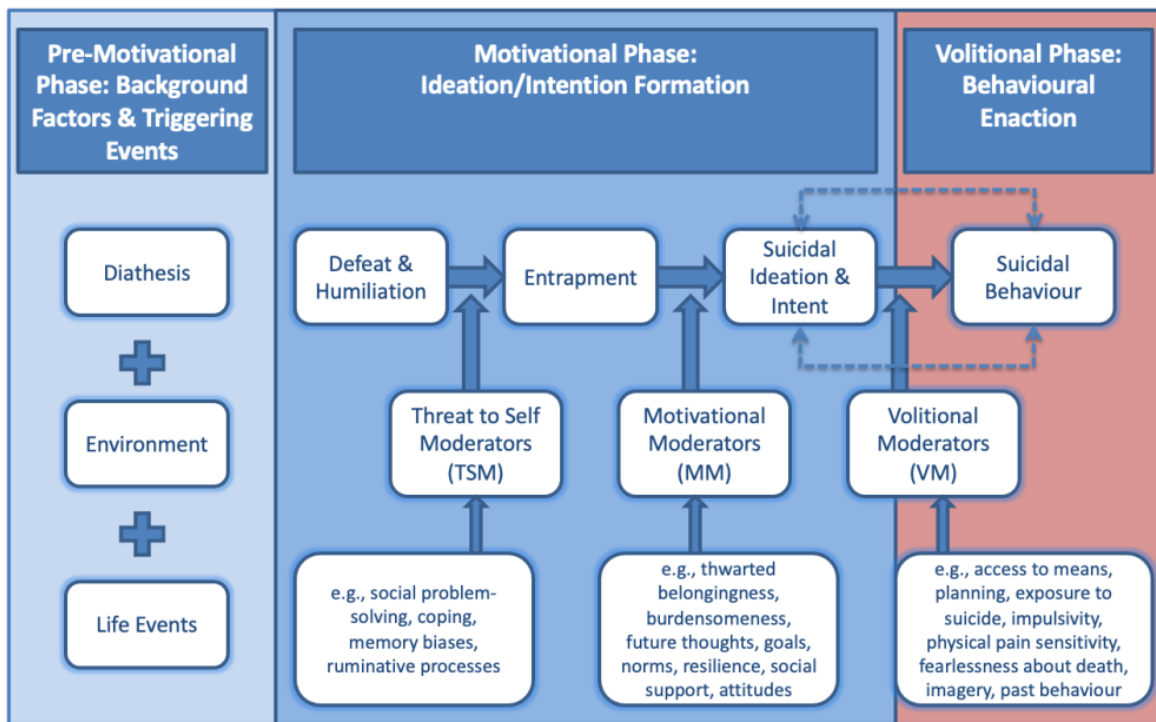 Pre-Motivational
Phase: Background
Factors & Triggering
Events
Motivational Phase:
Ideation/Intention Formation
Volitional Phase:
Behavioural
Enaction
Diathesis
Environment
Life Events
Defeat &
Humiliation
Entrapment
Suicidal
Ideation &
Intent
Suicidal
Behaviour
Threat to Self
Moderators
(TSM)
Motivational
Moderators
(MM)
Volitional
Moderators
(VM)
e.g., social problem-
solving, coping,
memory biases,
ruminative processes
e.g., thwarted
belongingness,
burdensomeness,
future thoughts, goals,
norms, resilience, social
support, attitudes
e.g., access to means,
planning, exposure to
suicide, impulsivity,
physical pain sensitivity,
fearlessness about death,
imagery, past behaviour